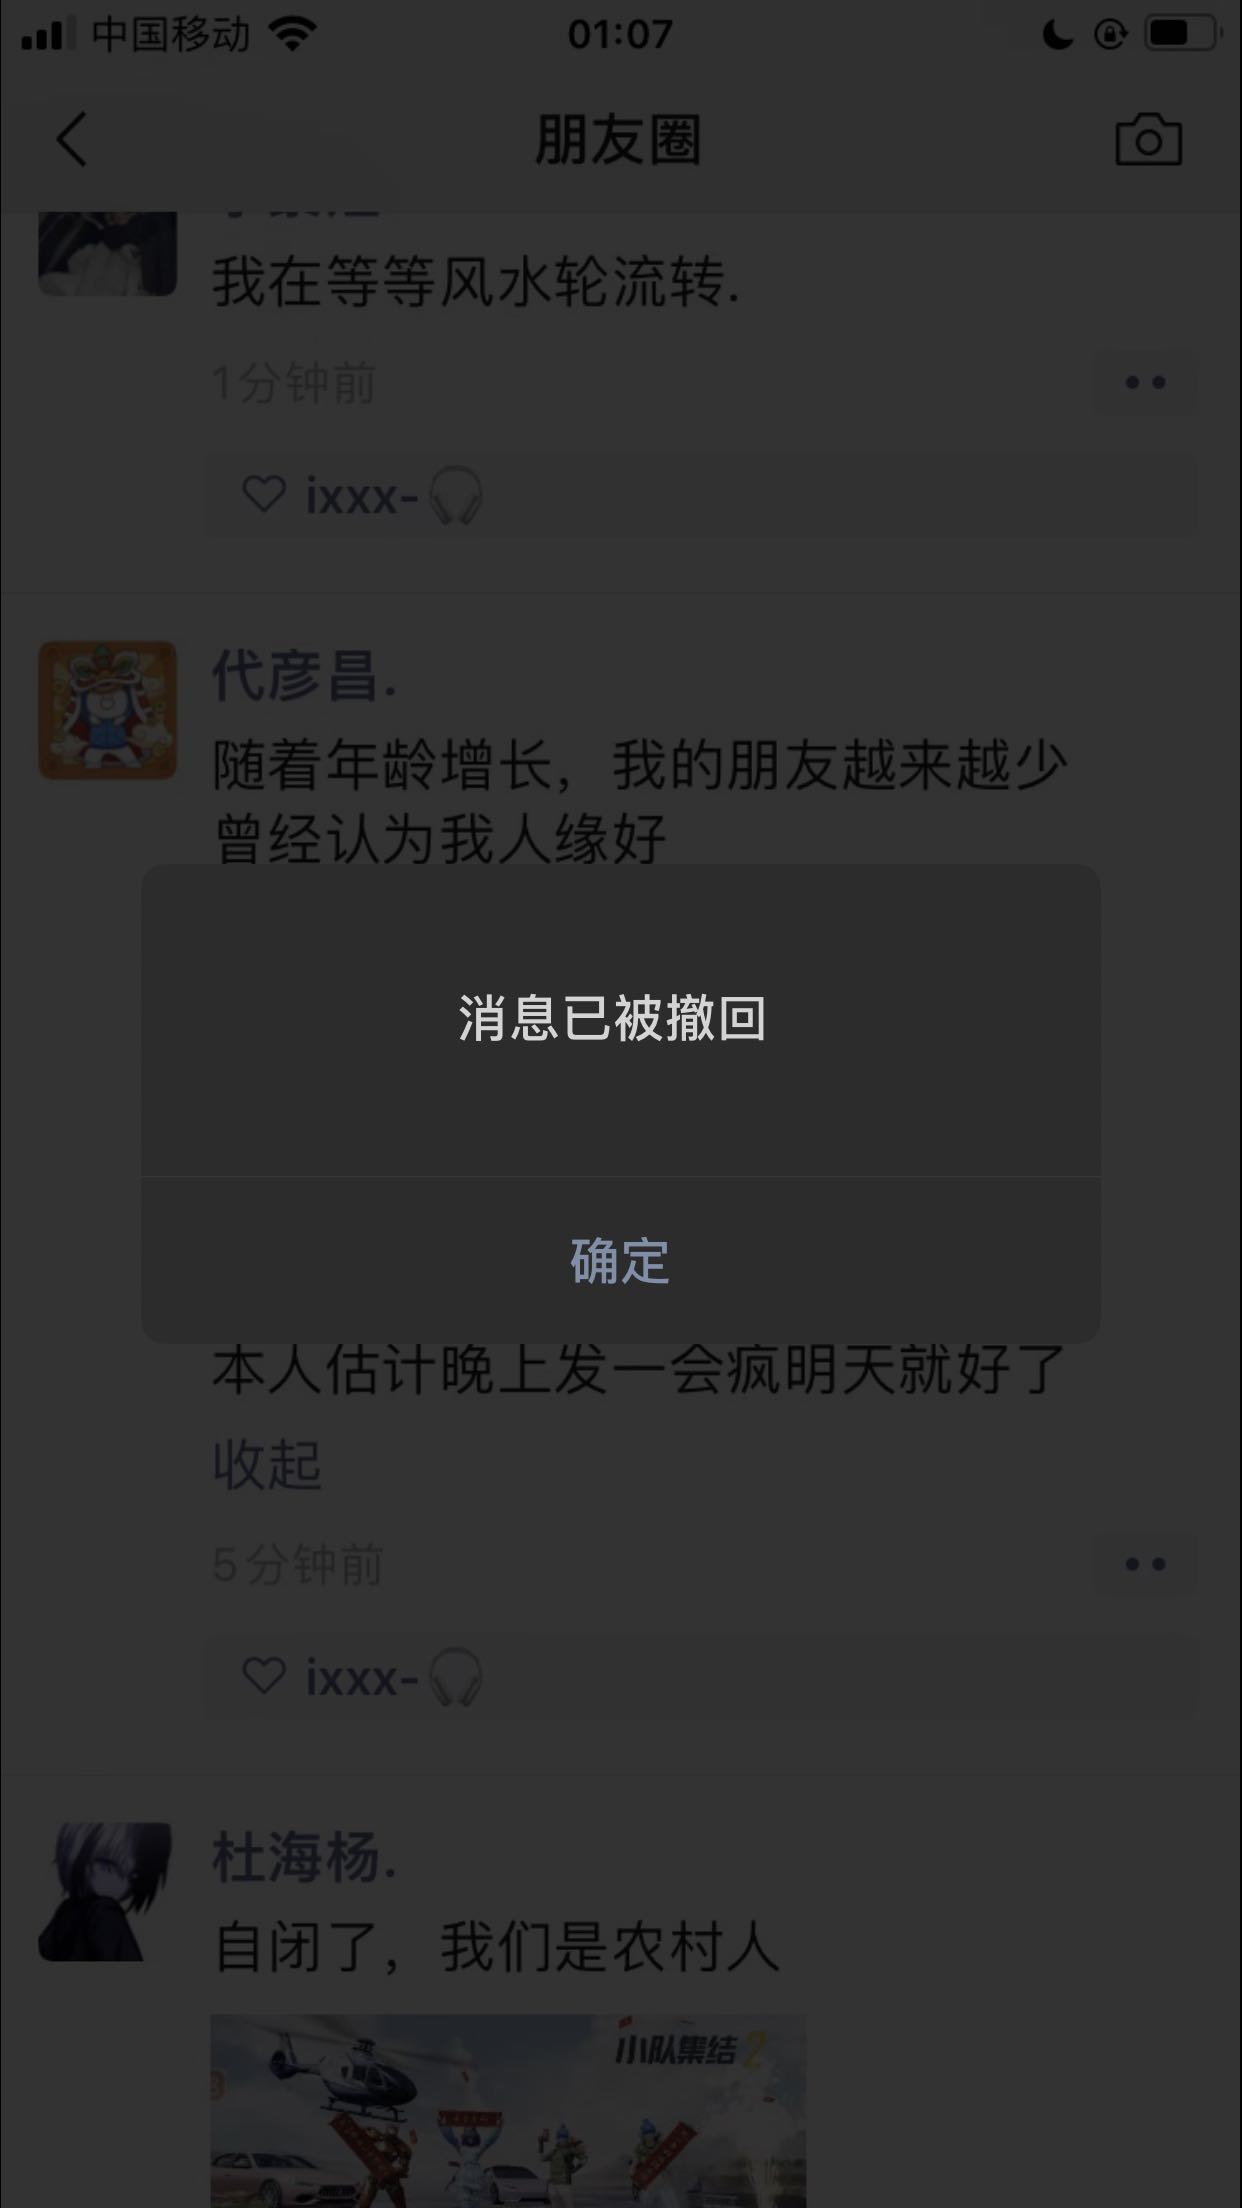 中国移动
01:07
朋友圈
我在等等风水轮流转.
1分钟前
ixxx-
代彦昌.
随着年龄增长，我的朋友越来越少
曾经认为我人缘好
消息已被撤回
确定
本人估计晚上发一会疯明天就好了
收起
5分钟前
ixxx-
杜海杨.
自闭了，我们是农村人
小队集结2